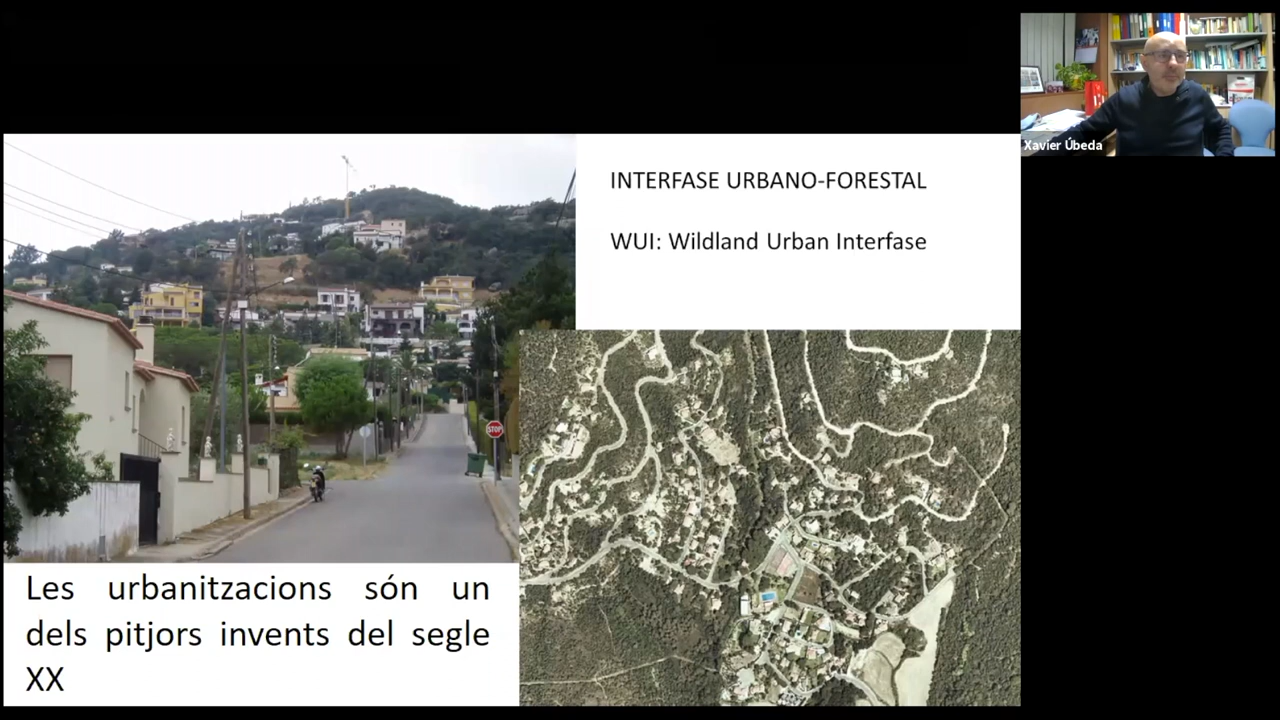 INTERFASE URBANO-FORESTAL
WUI: Wildland Urban Interfase
STOP
Les urbanitzacions són un
dels pitjors invents del segle
XX
Xavier Úbeda